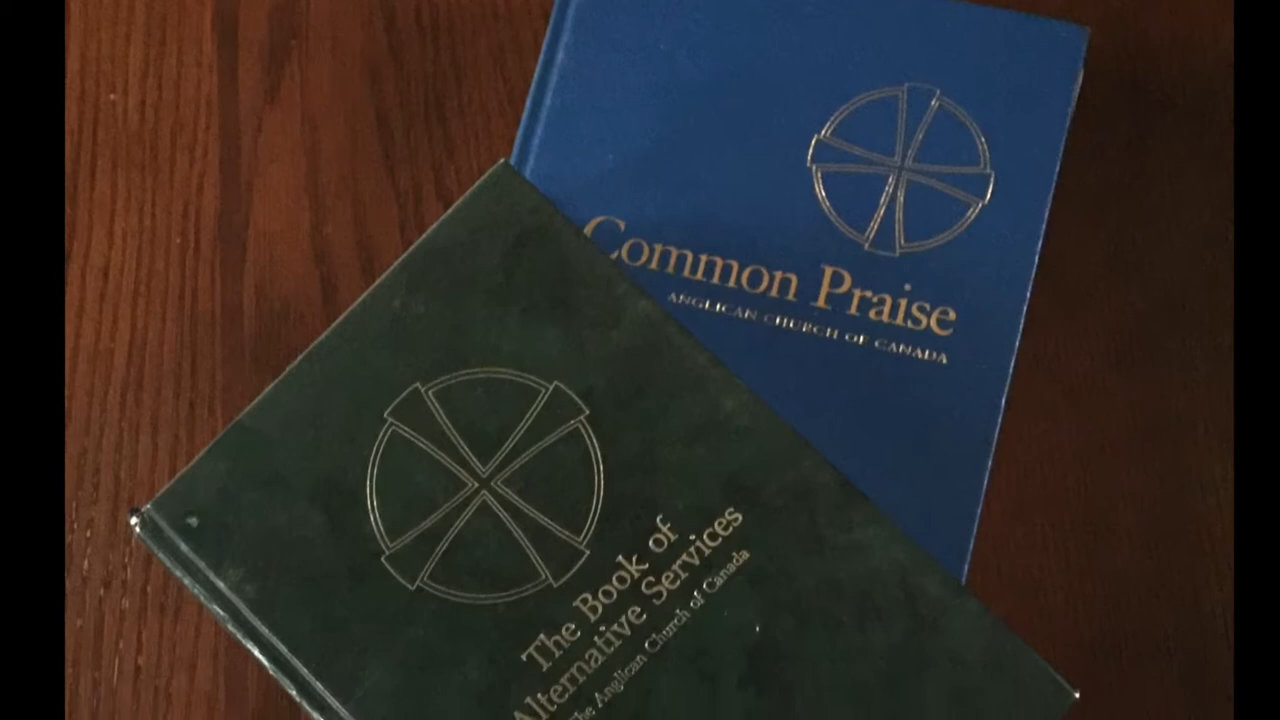 Common Praise
ANGLICAN CHURCH OF CANADA
The Book of
Alternative Services
The Anglican Church of Canada